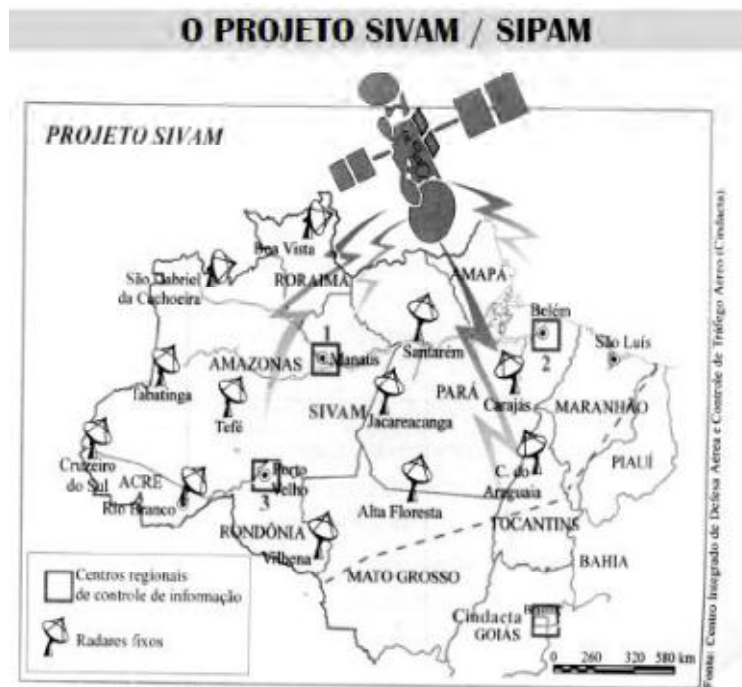 O PROJETO SIVAM / SIPAM
PROJETO SIVAM
Boa Vista
RORAIMA
AMAPÁ
São Gabriel
da Cachoeira
1
Belém
São Luís
AMAZONAS
Manaus
Santarém
2
Tabatinga
Tefé
SIVAM
Jacareacanga
PARÁ
Carajás
MARANHÃO
Cruzeiro
do Sul
ACRE
Porto
Velho
3
Rio Branco
Alta Floresta
C. do
Araguaia
PIAUÍ
RONDÔNIA
Vilhena
TOCANTINS
MATO GROSSO
BAHIA
Centros regionais
de controle de informação
Radares fixos
Cindacta
GOIÁS
0 260 320 580 km
Fonte: Centro Integrado de Defesa Aérea e Controle de Tráfego Aéreo (Cindacta).